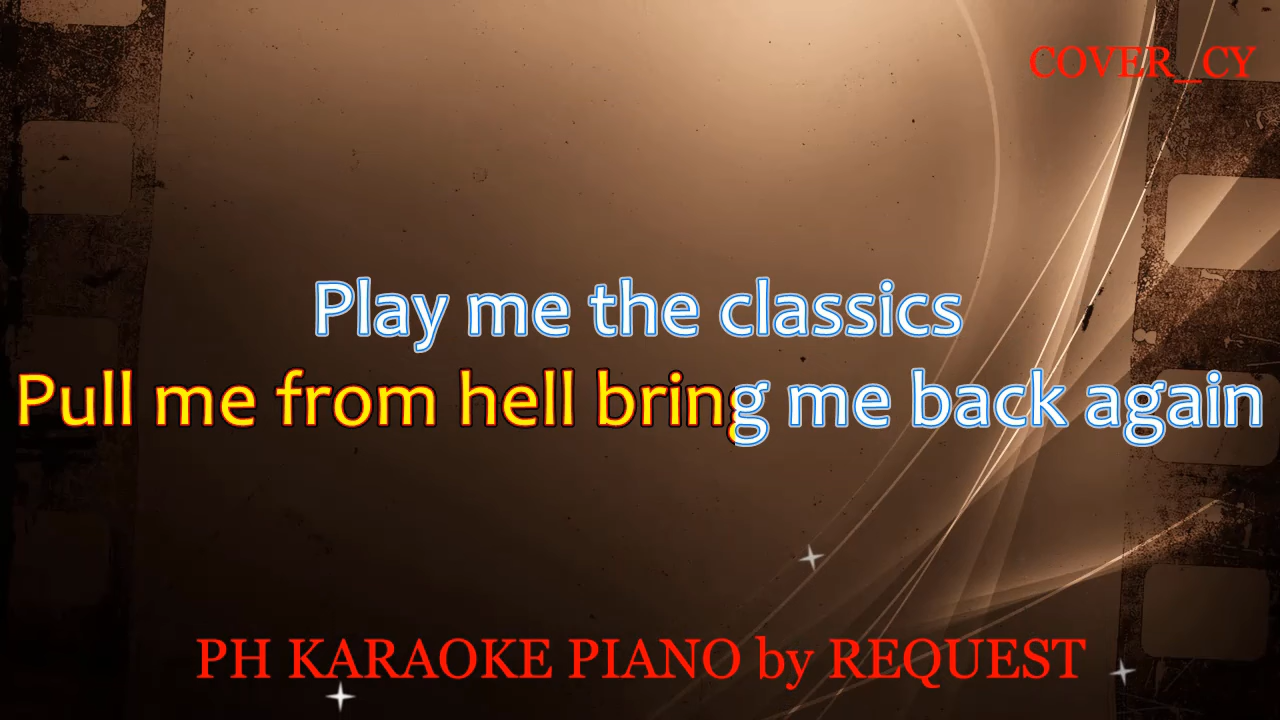 COVER_CY
Play me the classics
Pull me from hell bring me back again
PH KARAOKE PIANO by REQUEST